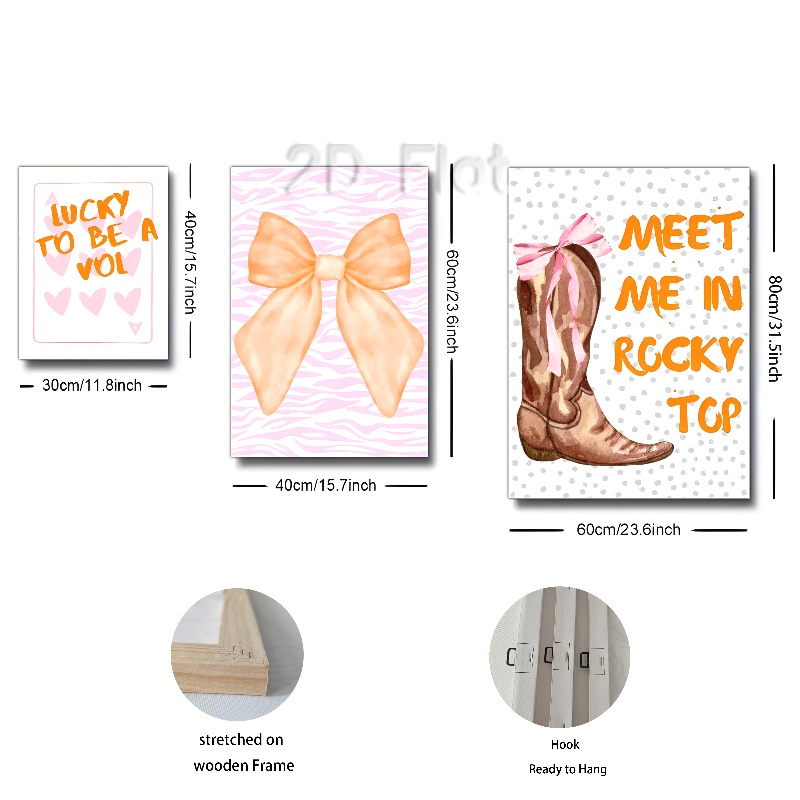 2D Flat
LUCKY
TO BE A
VOL
40cm/15.7inch
30cm/11.8inch
60cm/23.6inch
40cm/15.7inch
MEET
ME IN
ROCKY
TOP
80cm/31.5inch
60cm/23.6inch
stretched on
wooden Frame
Hook
Ready to Hang